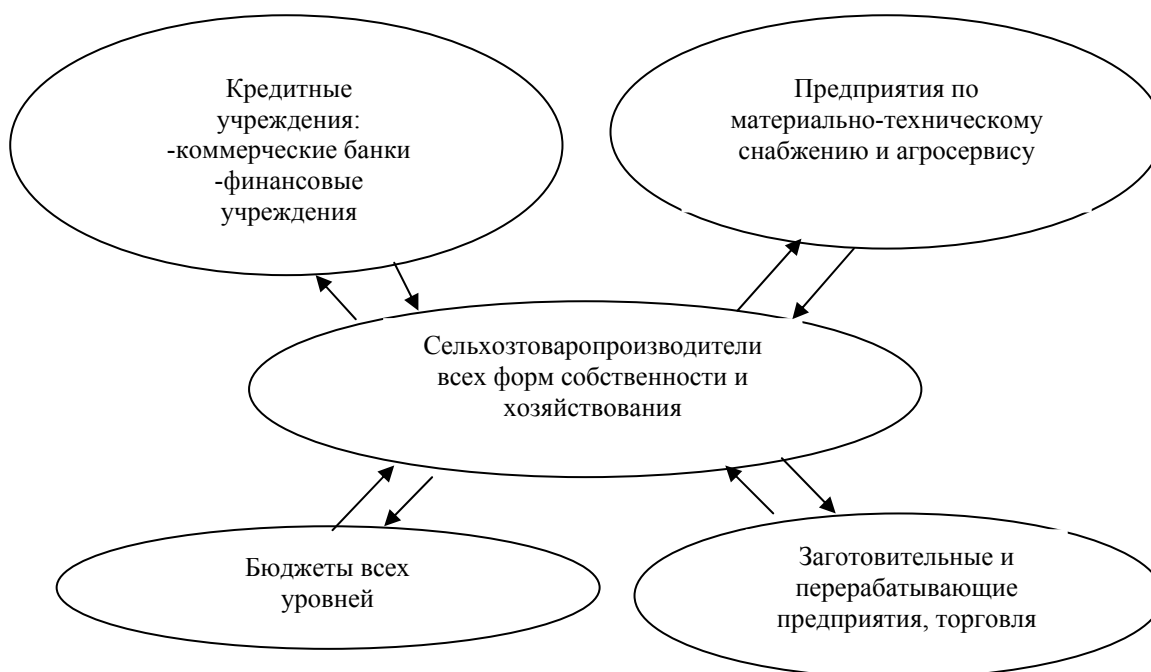 Кредитные
учреждения:
-коммерческие банки
-финансовые
учреждения
Предприятия по
материально-техническому
снабжению и агросервису
Сельхозтоваропроизводители
всех форм собственности и
хозяйствования
Бюджеты всех
уровней
Заготовительные и
перерабатывающие
предприятия, торговля